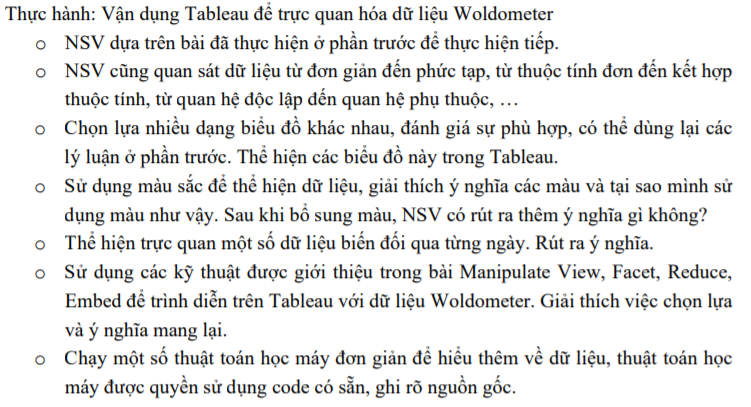 Thực hành: Vận dụng Tableau để trực quan hóa dữ liệu Woldometer
o NSV dựa trên bài đã thực hiện ở phần trước để thực hiện tiếp.
o NSV cũng quan sát dữ liệu từ đơn giản đến phức tạp, từ thuộc tính đơn đến kết hợp
thuộc tính, từ quan hệ độc lập đến quan hệ phụ thuộc, …
o Chọn lựa nhiều dạng biểu đồ khác nhau, đánh giá sự phù hợp, có thể dùng lại các
lý luận ở phần trước. Thể hiện các biểu đồ này trong Tableau.
o Sử dụng màu sắc để thể hiện dữ liệu, giải thích ý nghĩa các màu và tại sao mình sử
dụng màu như vậy. Sau khi bổ sung màu, NSV có rút ra thêm ý nghĩa gì không?
o Thể hiện trực quan một số dữ liệu biến đổi qua từng ngày. Rút ra ý nghĩa.
o Sử dụng các kỹ thuật được giới thiệu trong bài Manipulate View, Facet, Reduce,
Embed để trình diễn trên Tableau với dữ liệu Woldometer. Giải thích việc chọn lựa
và ý nghĩa mang lại.
o Chạy một số thuật toán học máy đơn giản để hiểu thêm về dữ liệu, thuật toán học
máy được quyền sử dụng code có sẵn, ghi rõ nguồn gốc.